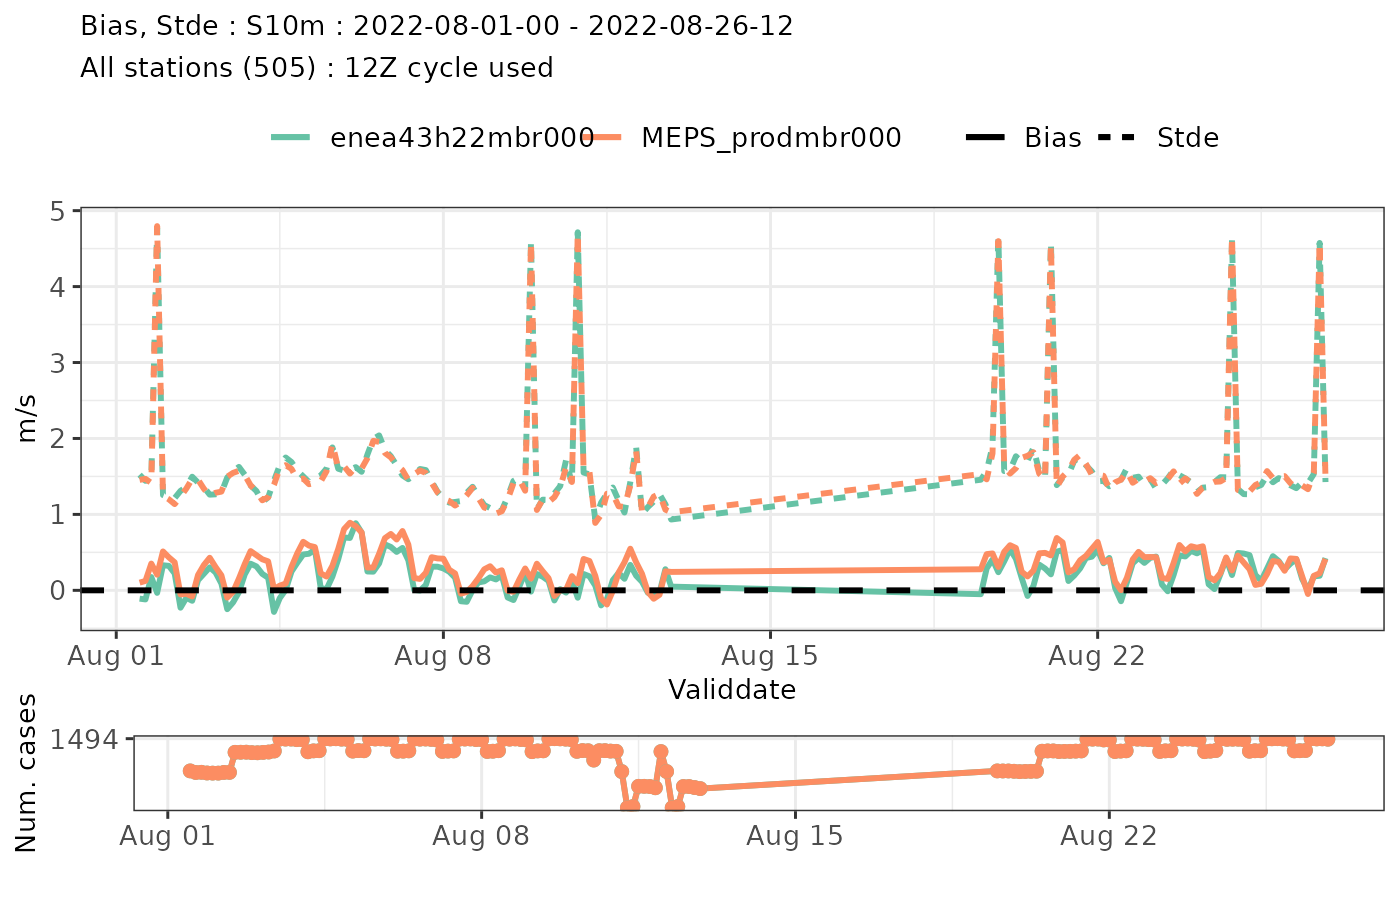 Bias, Stde : S10m : 2022-08-01-00 - 2022-08-26-12
All stations (505) : 12Z cycle used
enea43h22mbr000 MEPS_prodmbr000 Bias Stde
5
4
3
2
1
0
m/s
Aug 01 Aug 08 Aug 15 Aug 22
Validdate
1494
Num. cases
Aug 01 Aug 08 Aug 15 Aug 22